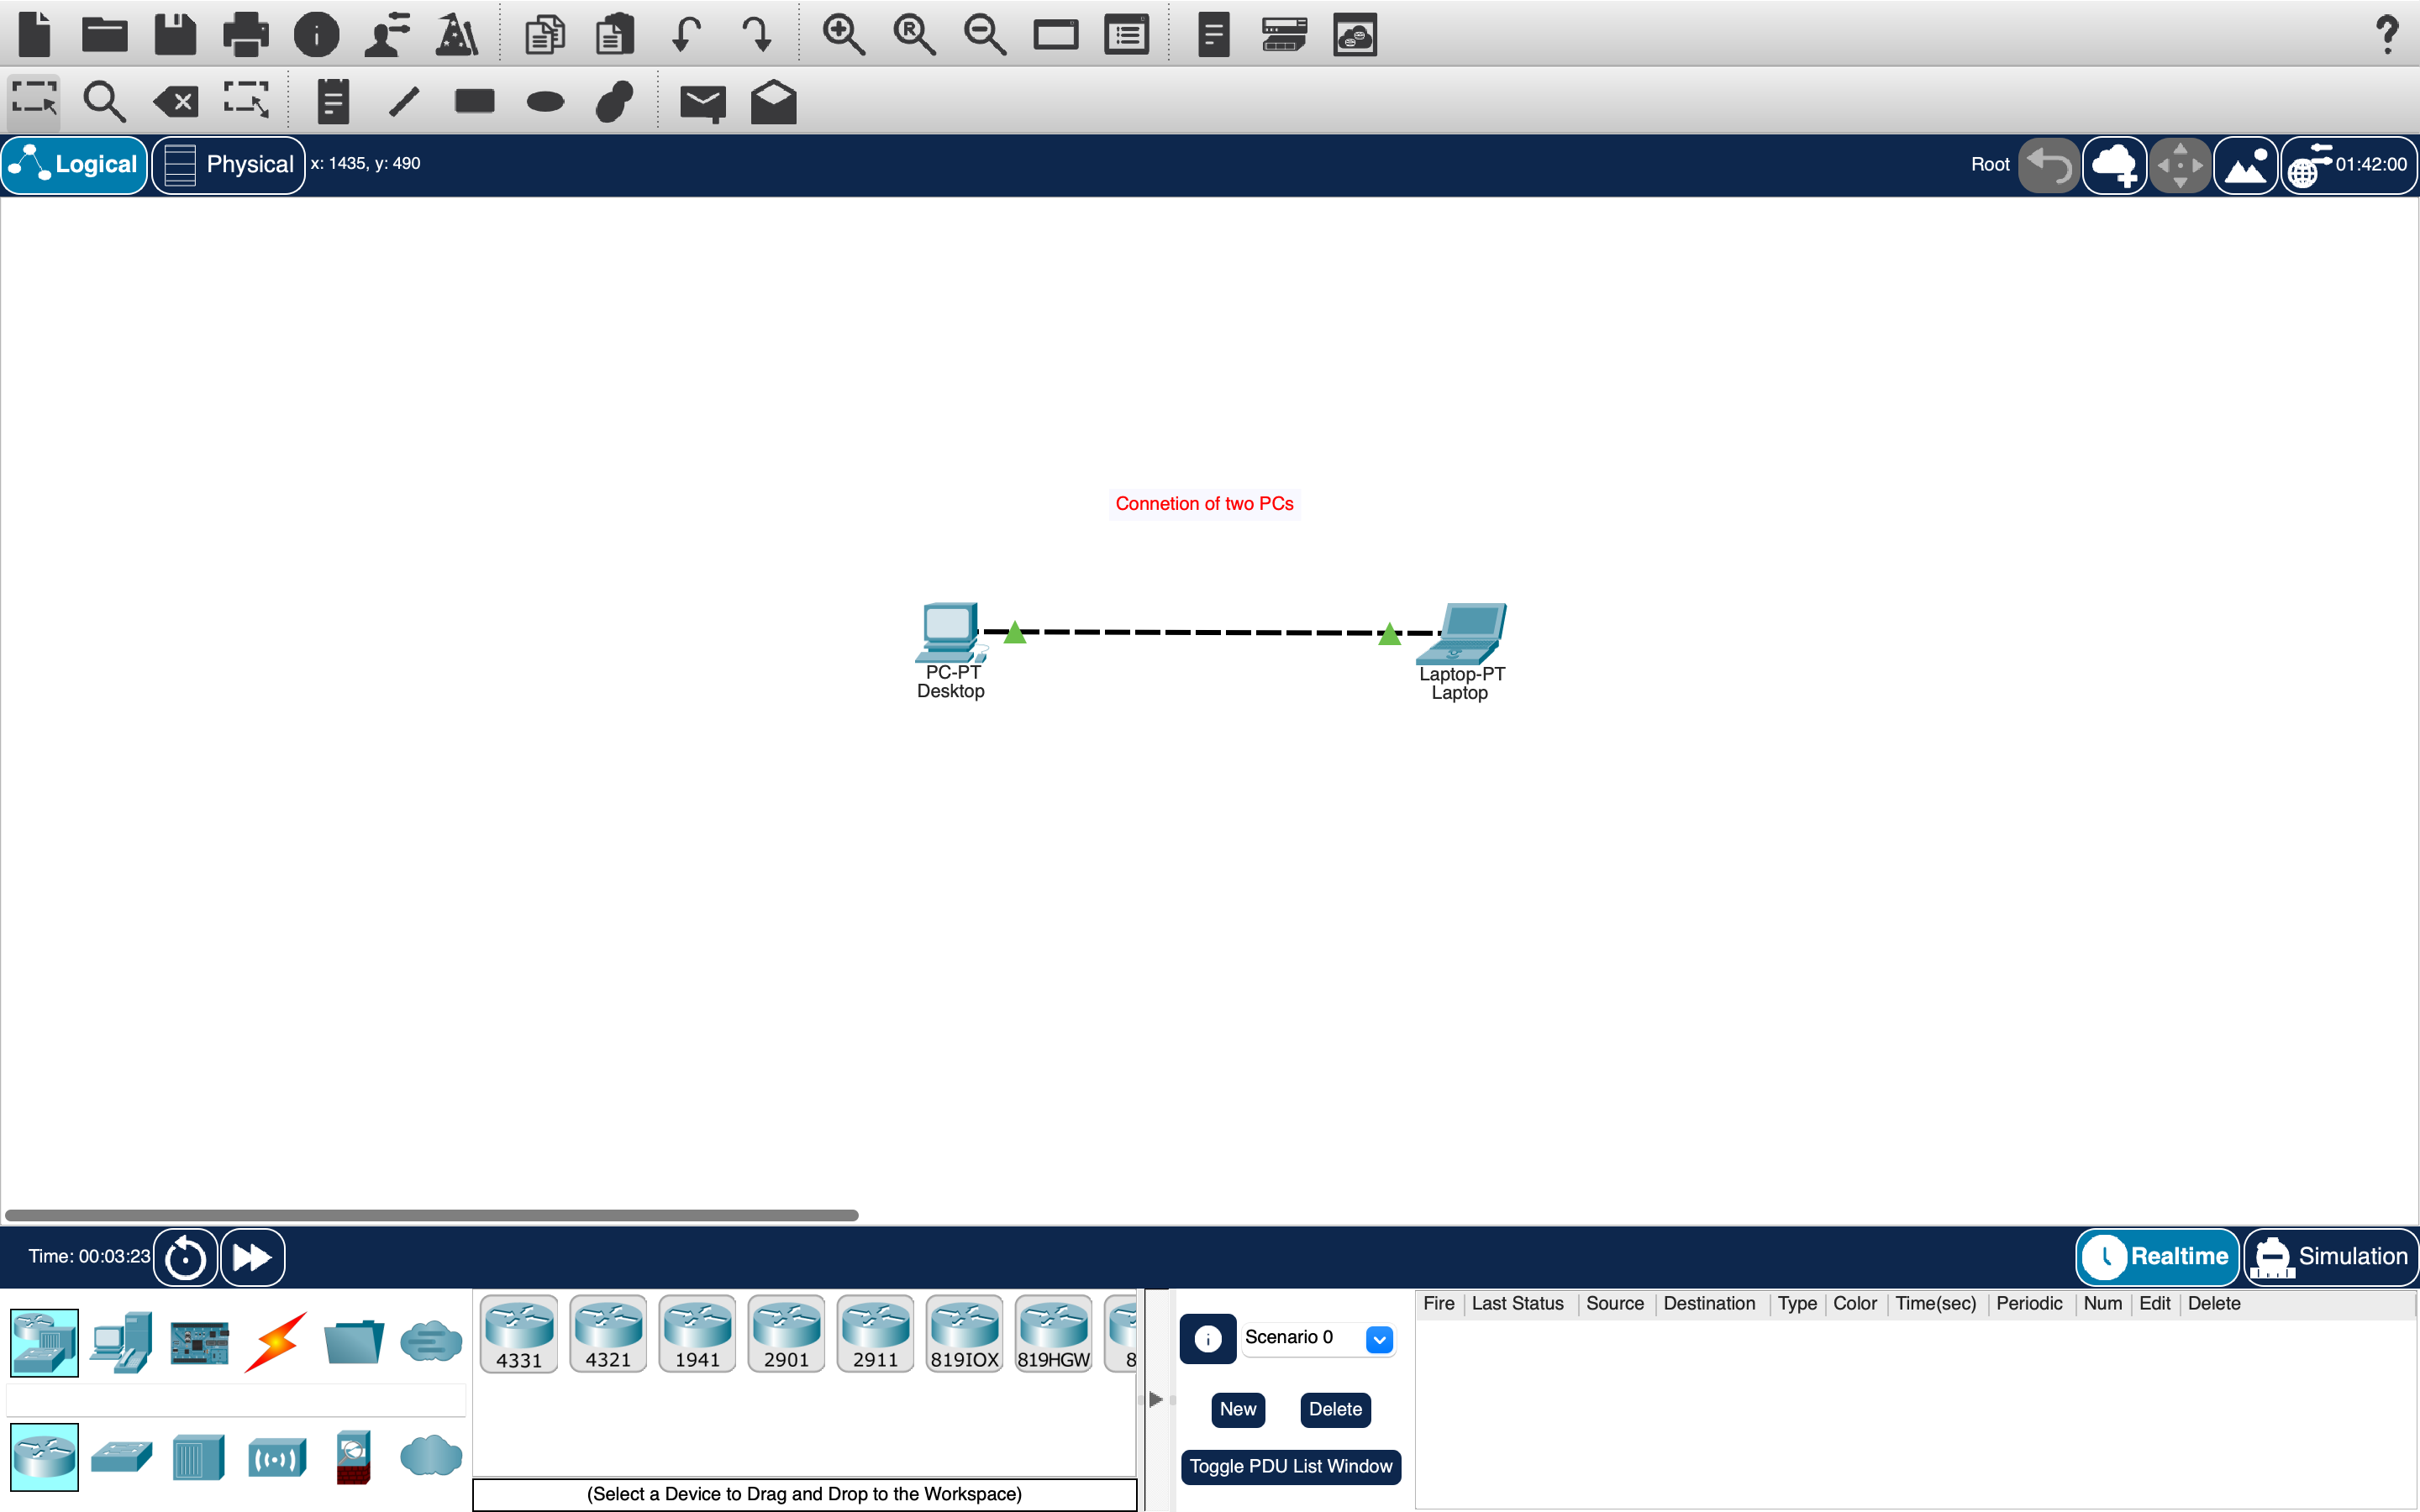 Logical
Physical
x: 1435, y: 490
Root
01:42:00
Connetion of two PCs
PC-PT
Desktop
Laptop-PT
Laptop
Time: 00:03:23
Realtime
Simulation
4331
4321
1941
2901
2911
819IOX
819HGW
8
(Select a Device to Drag and Drop to the Workspace)
Scenario 0
New
Delete
Toggle PDU List Window
Fire Last Status Source Destination Type Color Time(sec) Periodic Num Edit Delete